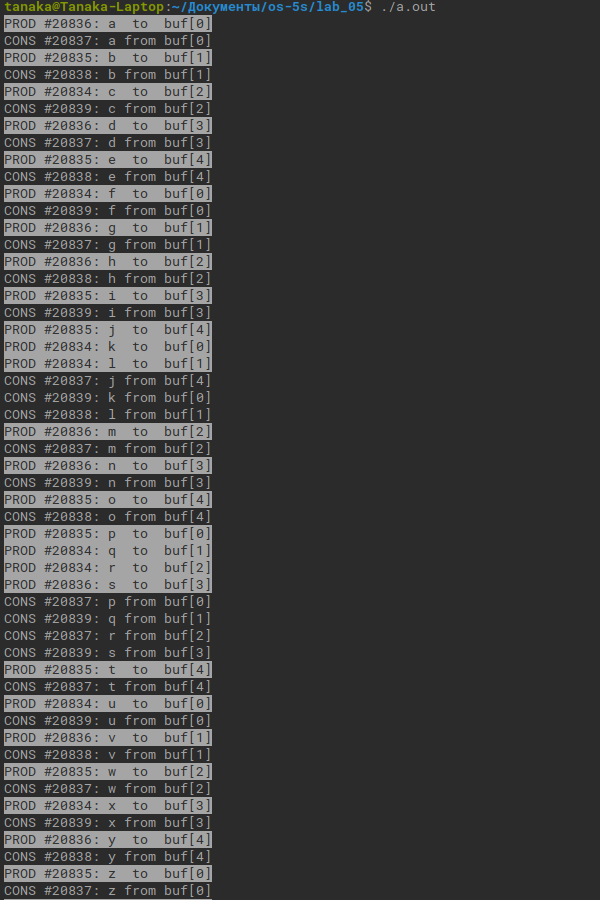 tanaka@Tanaka-Laptop:~/Документы/os-5s/lab_05$ ./a.out
PROD #20836: a  to  buf[0]
CONS #20837: a from buf[0]
PROD #20835: b  to  buf[1]
CONS #20838: b from buf[1]
PROD #20834: c  to  buf[2]
CONS #20839: c from buf[2]
PROD #20836: d  to  buf[3]
CONS #20837: d from buf[3]
PROD #20835: e  to  buf[4]
CONS #20838: e from buf[4]
PROD #20834: f  to  buf[0]
CONS #20839: f from buf[0]
PROD #20836: g  to  buf[1]
CONS #20837: g from buf[1]
PROD #20836: h  to  buf[2]
CONS #20838: h from buf[2]
PROD #20835: i  to  buf[3]
CONS #20839: i from buf[3]
PROD #20835: j  to  buf[4]
PROD #20834: k  to  buf[0]
PROD #20834: l  to  buf[1]
CONS #20837: j from buf[4]
CONS #20839: k from buf[0]
CONS #20838: l from buf[1]
PROD #20836: m  to  buf[2]
CONS #20837: m from buf[2]
PROD #20836: n  to  buf[3]
CONS #20839: n from buf[3]
PROD #20835: o  to  buf[4]
CONS #20838: o from buf[4]
PROD #20835: p  to  buf[0]
PROD #20834: q  to  buf[1]
PROD #20834: r  to  buf[2]
PROD #20836: s  to  buf[3]
CONS #20837: p from buf[0]
CONS #20839: q from buf[1]
CONS #20837: r from buf[2]
CONS #20839: s from buf[3]
PROD #20835: t  to  buf[4]
CONS #20837: t from buf[4]
PROD #20834: u  to  buf[0]
CONS #20839: u from buf[0]
PROD #20836: v  to  buf[1]
CONS #20838: v from buf[1]
PROD #20835: w  to  buf[2]
CONS #20837: w from buf[2]
PROD #20834: x  to  buf[3]
CONS #20839: x from buf[3]
PROD #20836: y  to  buf[4]
CONS #20838: y from buf[4]
PROD #20835: z  to  buf[0]
CONS #20837: z from buf[0]